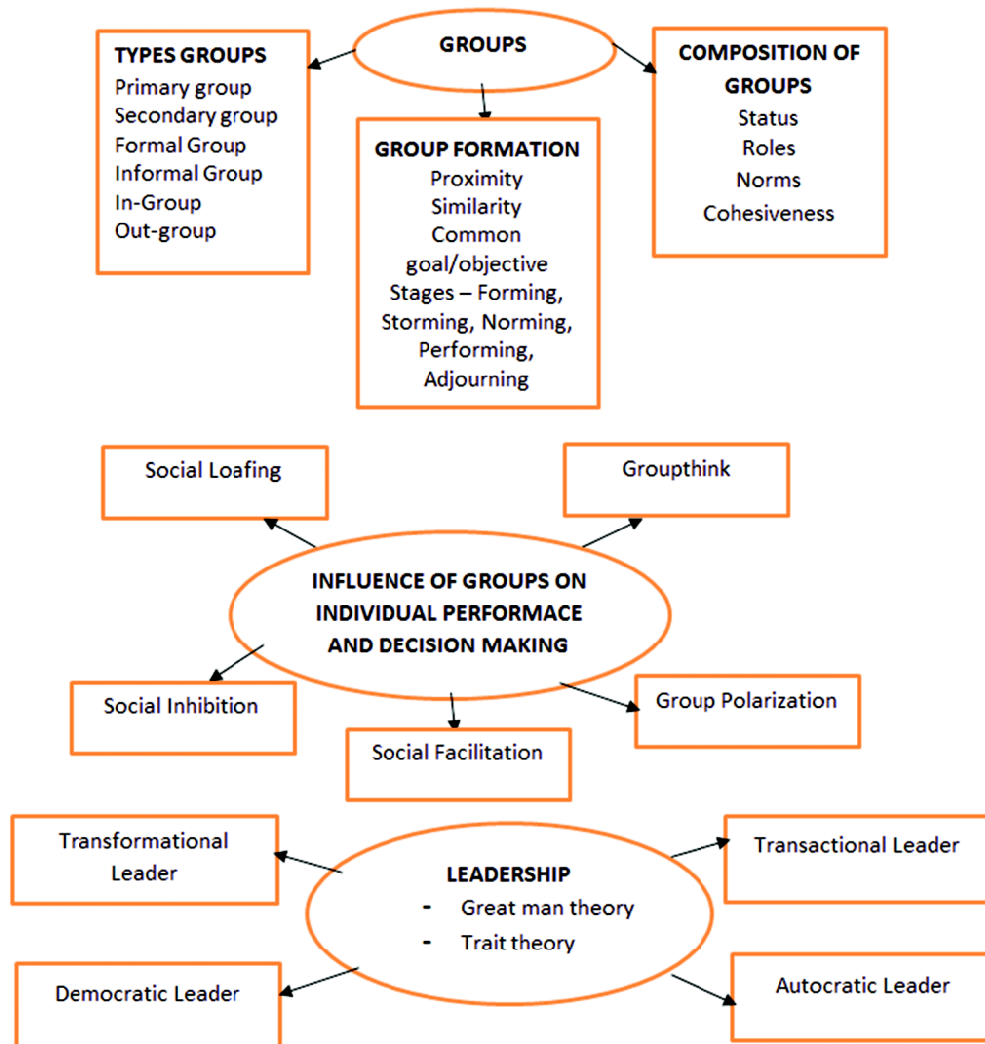 GROUPS
TYPES GROUPS
Primary group
Secondary group
Formal Group
Informal Group
In-Group
Out-group
GROUP FORMATION
Proximity
Similarity
Common
goal/objective
Stages – Forming,
Storming, Norming,
Performing,
Adjourning
COMPOSITION OF
GROUPS
Status
Roles
Norms
Cohesiveness
Social Loafing
Groupthink
INFLUENCE OF GROUPS ON
INDIVIDUAL PERFORMACE
AND DECISION MAKING
Social Inhibition
Social Facilitation
Group Polarization
Transformational
Leader
Transactional Leader
LEADERSHIP
- Great man theory
- Trait theory
Democratic Leader
Autocratic Leader